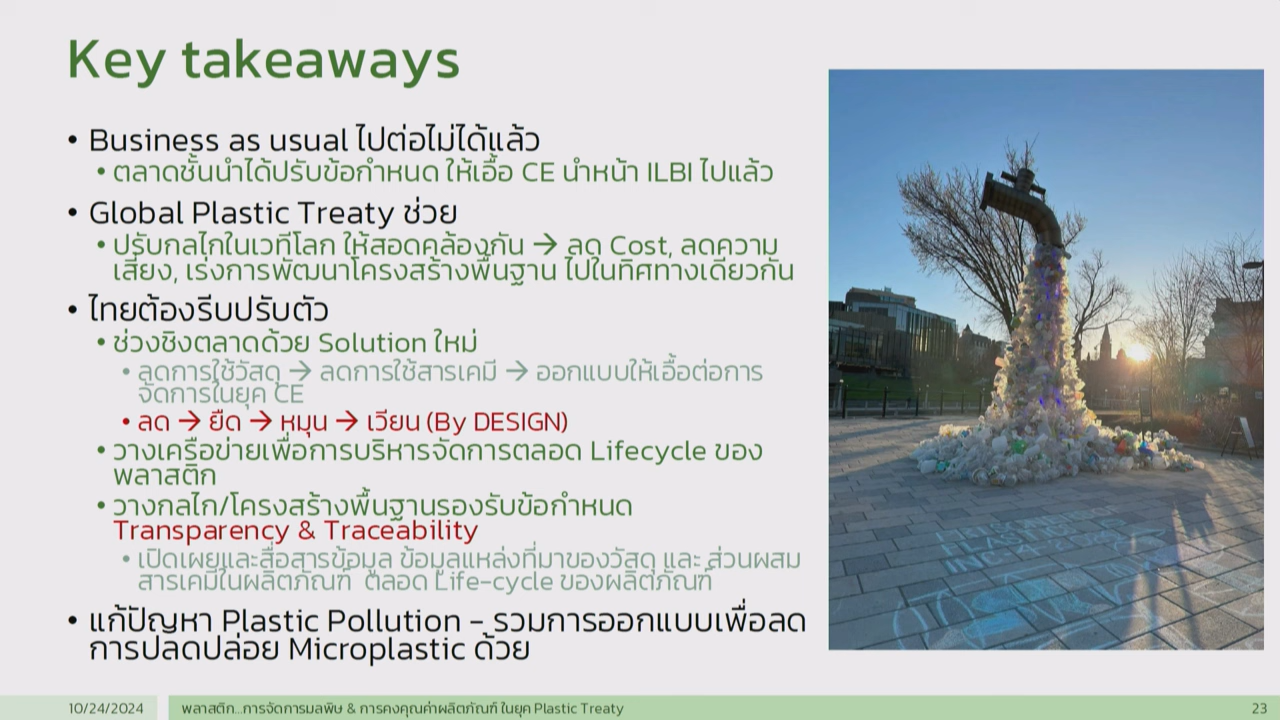 Key takeaways
• Business as usual ไปต่อไม่ได้แล้ว
• ตลาดชั้นนำได้ปรับข้อกำหนด ให้เอื้อ CE นำหน้า ILBI ไปแล้ว
• Global Plastic Treaty ช่วย
• ปรับกลไกในเวทีโลก ให้สอดคล้องกัน → ลด Cost, ลดความ
เสี่ยง, เร่งการพัฒนาโครงสร้างพื้นฐาน ไปในทิศทางเดียวกัน
• ไทยต้องรีบปรับตัว
• ช่วงชิงตลาดด้วย Solution ใหม่
• ลดการใช้วัสดุ → ลดการใช้สารเคมี → ออกแบบให้เอื้อต่อการ
จัดการในยุค CE
• ลด → ยืด → หมุน → เวียน (By DESIGN)
• วางเครือข่ายเพื่อการบริหารจัดการตลอด Lifecycle ของ
พลาสติก
• วางกลไก/โครงสร้างพื้นฐานรองรับข้อกำหนด
Transparency & Traceability
• เปิดเผยและสื่อสารข้อมูล ข้อมูลแหล่งที่มาของวัสดุ และ ส่วนผสม
สารเคมีในผลิตภัณฑ์ ตลอด Life-cycle ของผลิตภัณฑ์
• แก้ปัญหา Plastic Pollution - รวมการออกแบบเพื่อลด
การปลดปล่อย Microplastic ด้วย
10/24/2024
พลาสติก...การจัดการมลพิษ & การคงคุณค่าผลิตภัณฑ์ ในยุค Plastic Treaty
23